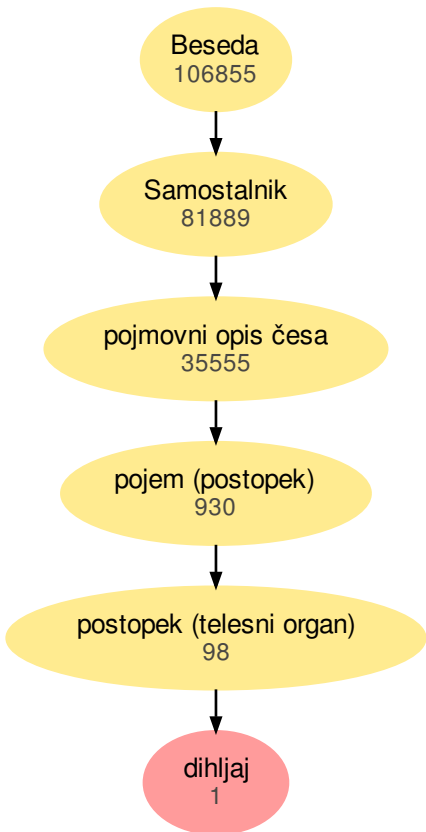 Beseda
106855
Samostalnik
81889
pojmovni opis česa
35555
pojem (postopek)
930
postopek (telesni organ)
98
dihljaj
1